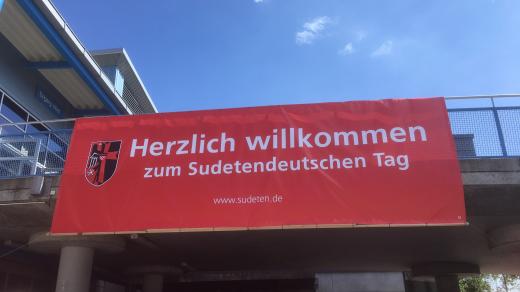 Herzlich willkommen
zum Sudetendeutschen Tag
www.sudeten.de